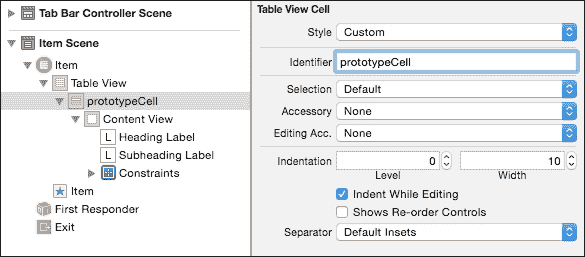 Tab Bar Controller Scene
Item Scene
Item
Table View
prototypeCell
Content View
L Heading Label
L Subheading Label
Constraints
Item
First Responder
Exit
Table View Cell
Style Custom
Identifier prototypeCell
Selection Default
Accessory None
Editing Acc. None
Indentation 0 10
Level Width
Indent While Editing
Shows Re-order Controls
Separator Default Insets